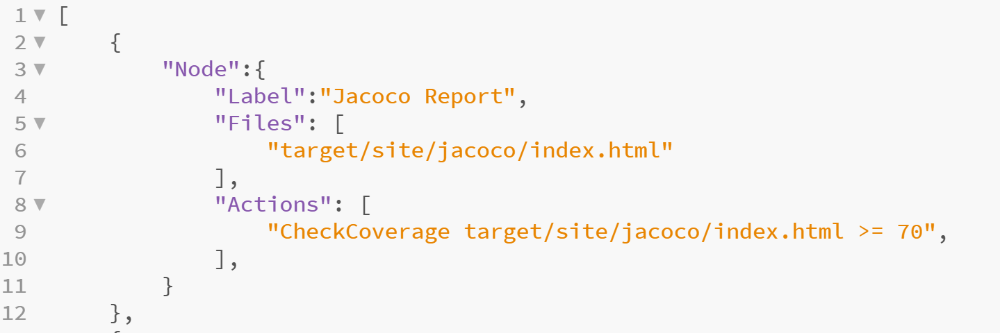 1 ▼ [
2 ▼ {
3 ▼ "Node":{
4 "Label":"Jacoco Report",
5 ▼ "Files": [
6 "target/site/jacoco/index.html"
7 ],
8 ▼ "Actions": [
9 "CheckCoverage target/site/jacoco/index.html >= 70",
10 ],
11 }
12 },